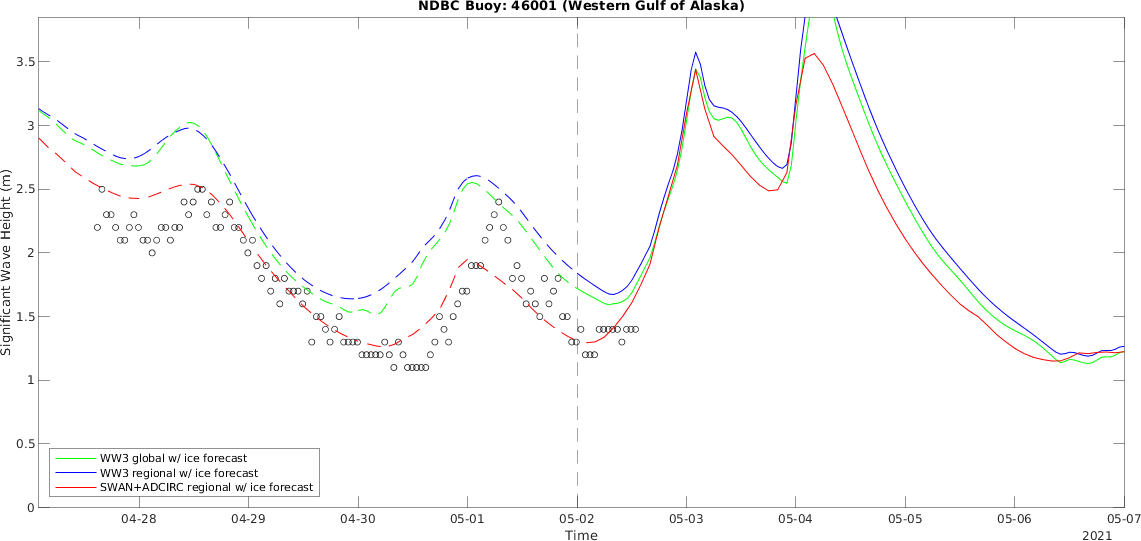 NDBC Buoy: 46001 (Western Gulf of Alaska)
Significant Wave Height (m)
3.5
3
2.5
2
1.5
1
0.5
0
WW3 global w/ ice forecast
WW3 regional w/ ice forecast
SWAN+ADCIRC regional w/ ice forecast
04-28 04-29 04-30 05-01 05-02 05-03 05-04 05-05 05-06 05-07
Time
2021